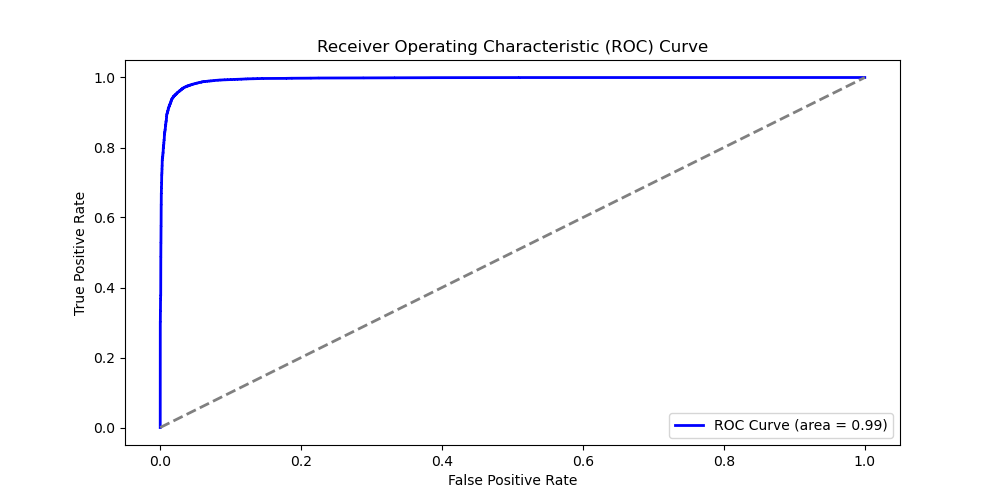 Receiver Operating Characteristic (ROC) Curve
1.0
0.8
0.6
0.4
0.2
0.0
True Positive Rate
ROC Curve (area = 0.99)
0.0 0.2 0.4 0.6 0.8 1.0
False Positive Rate